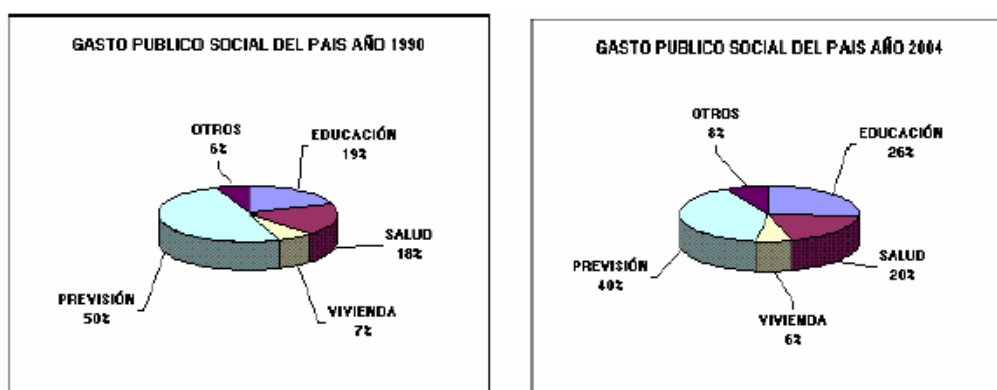 GASTO PUBLICO SOCIAL DEL PAIS AÑO 1990
OTROS
6%
EDUCACIÓN
19%
SALUD
18%
VIVIENDA
7%
PREVISIÓN
50%
GASTO PUBLICO SOCIAL DEL PAIS AÑO 2004
OTROS
8%
EDUCACIÓN
26%
SALUD
20%
VIVIENDA
6%
PREVISIÓN
40%